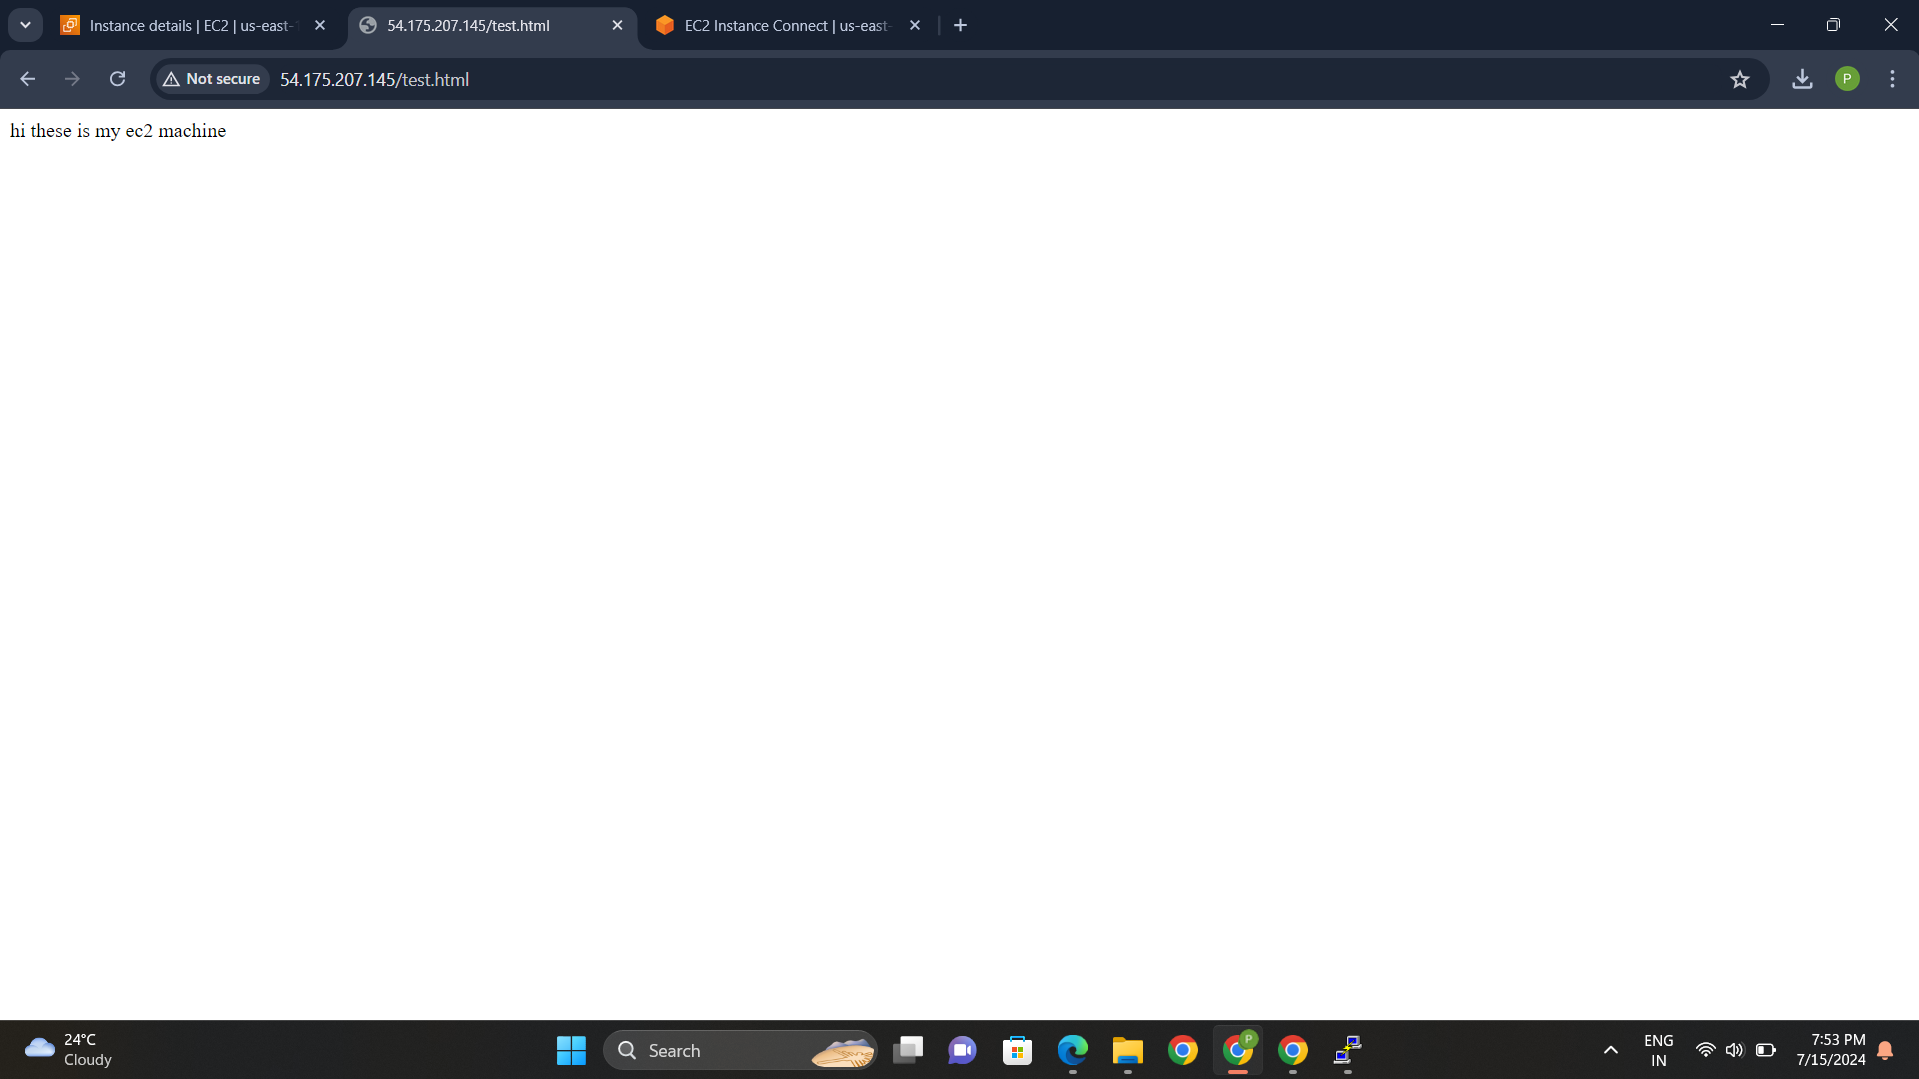 Instance details | EC2 | us-east-1
54.175.207.145/test.html
EC2 Instance Connect | us-east-
Not secure
54.175.207.145/test.html
P
hi these is my ec2 machine
24°C
Cloudy
Search
P
ENG
IN
7:53 PM
7/15/2024